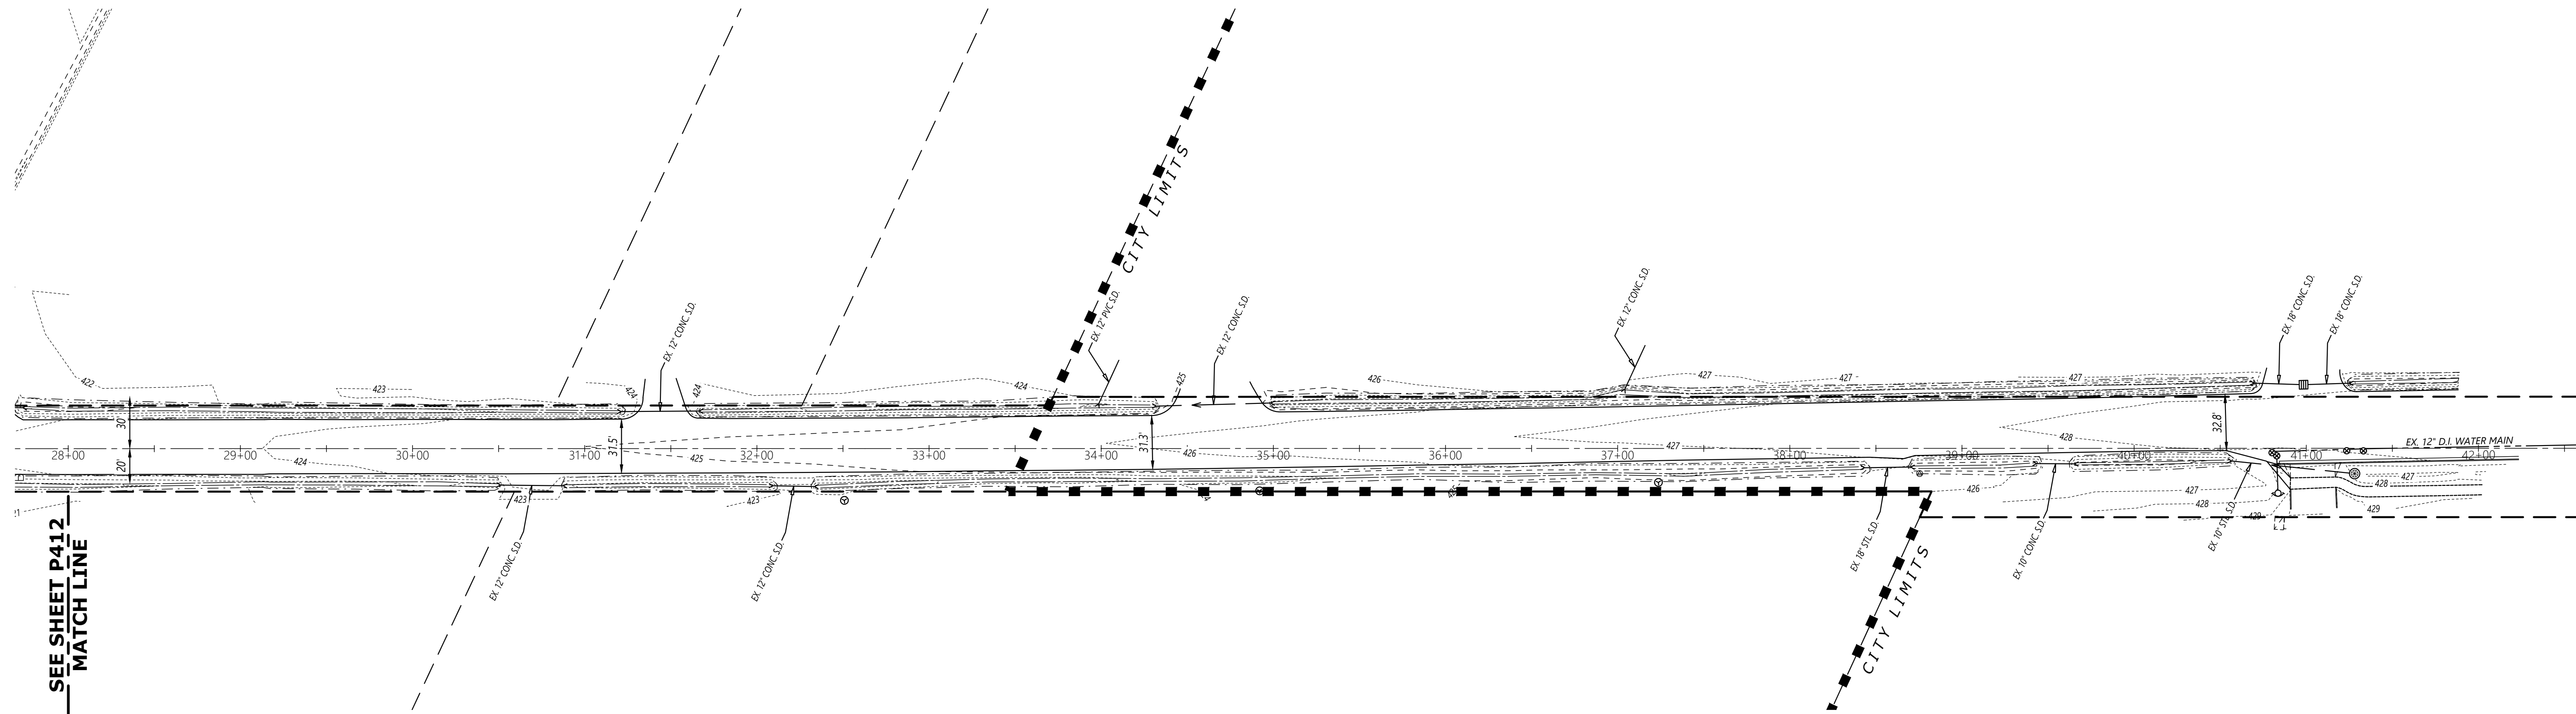 CITY LIMITS
EX. 12" CONC. S.D.
EX. 12" PVC S.D.
EX. 12" CONC. S.D.
EX. 12" CONC. S.D.
EX. 18" CONC. S.D.
EX. 18" CONC. S.D.
422
423
424
424
424
425
426
427
427
427
30'
31.5'
31.3'
32.8'
20'
424
425
426
427
428
EX. 12" D.I. WATER MAIN
28+00
29+00
30+00
31+00
32+00
33+00
34+00
35+00
36+00
37+00
38+00
39+00
40+00
41+00
42+00
423
423
426
427
428
429
427
428
429
EX. 12" CONC. S.D.
EX. 12" CONC. S.D.
EX. 18" STL S.D.
EX. 10" CONC. S.D.
EX. 10" STL S.D.
CITY LIMITS
SEE SHEET P412
MATCH LINE